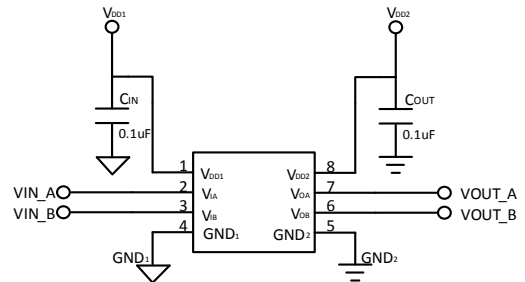 VDD1 VDD2
CIN COUT
0.1uF 0.1uF
1 VDD1 VDD2 8
VIN_A 2 VIA VOA 7 VOUT_A
VIN_B 3 VIB VOB 6 VOUT_B
4 GND1 GND2 5
GND1 GND2